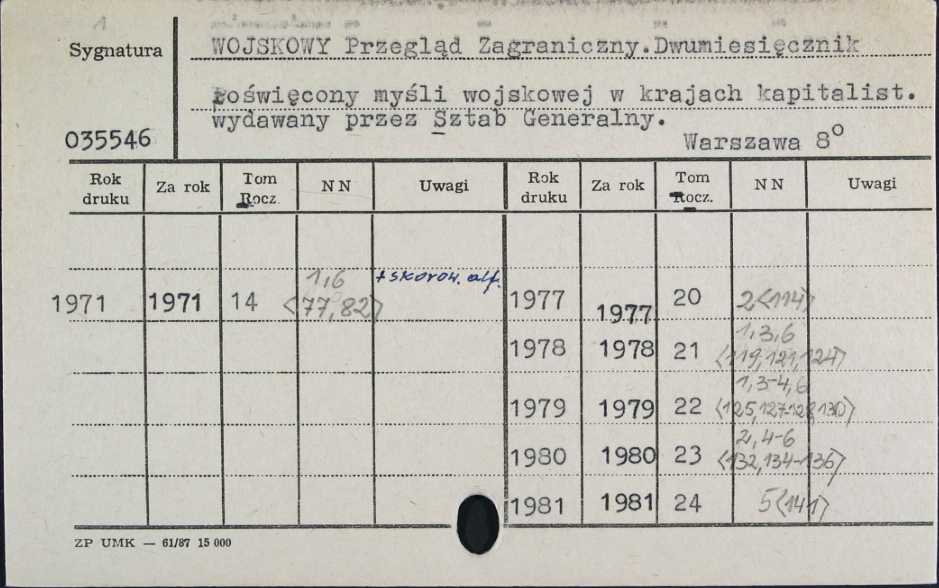 1
Sygnatura
WOJSKOWY Przegląd Zagraniczny.Dwumiesięcznik
poświęcony myśli wojskowej w krajach kapitalist.
wydawany przez Sztab Generalny.
035546
Warszawa 8⁰
Rok druku Za rok Tom Rocz. NN Uwagi Rok druku Za rok Tom Rocz. NN Uwagi
1971 1971 14 1,6 <77,82> + skorow. alf.
1977 1977 20 2<114>
1978 1978 21 1,3,6 <119,121,124>
1979 1979 22 1,3-4,6 <125,127-128,130>
1980 1980 23 2,4-6 <132,134-136>
1981 1981 24 5<141>
ZP UMK — 61/87 15 000